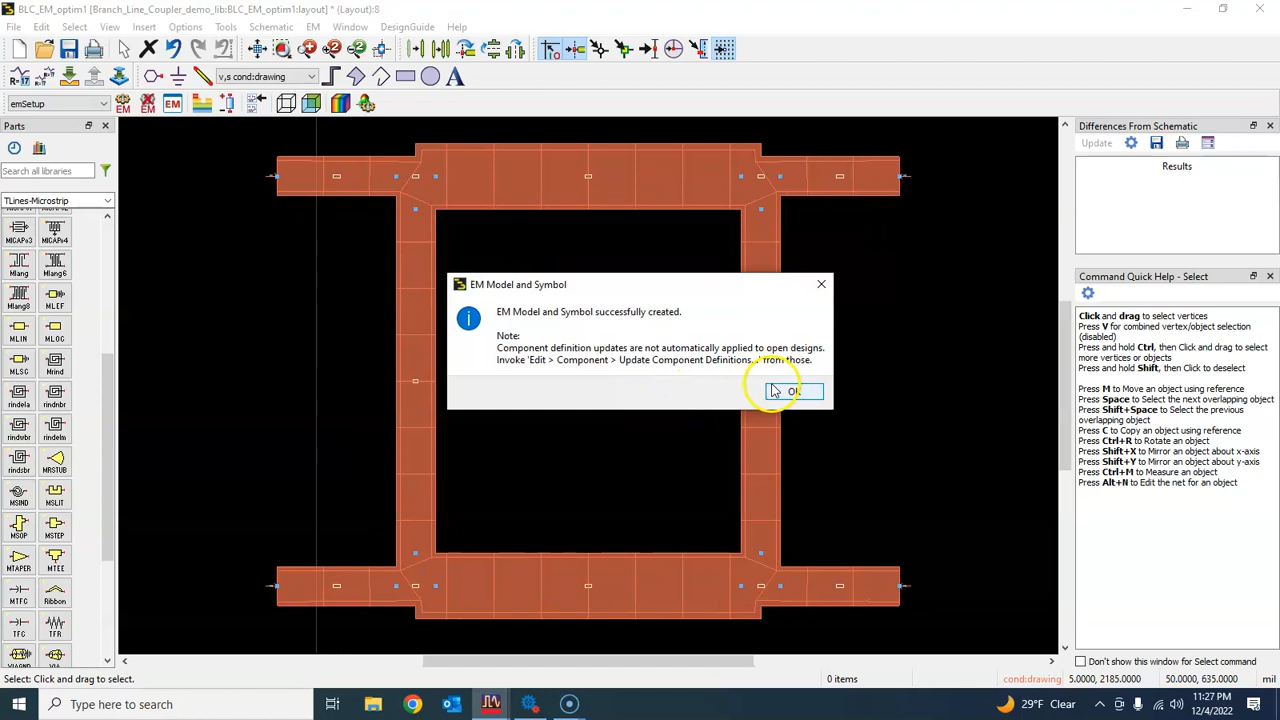 BLC_EM_optim1 [Branch_Line_Coupler_demo_lib:BLC_EM_optim1:layout] * (Layout):8
File Edit Select View Insert Options Tools Schematic EM Window DesignGuide Help
v,s cond:drawing
emSetup
EM EM EM
Parts
Search all libraries
TLines-Microstrip
MICAPx3 MICAPx4
Mlang Mlang6
Mlang8 MLEF
MLIN MLOC
MLSC Mrind
rindelm
MRSTUB
MSIND MSLIT
MSOP MSTEP
MTAPER MTEE
MTFC Ribbon
TFC TFR
VIAGND VIA
EM Model and Symbol
EM Model and Symbol successfully created.
Note:
Component definition updates are not automatically applied to open designs.
Invoke 'Edit > Component > Update Component Definitions...' from those.
OK
Differences From Schematic
Update
Results
Command Quick Help - Select
Click and drag to select vertices
Press V for combined vertex/object selection
(disabled)
Press and hold Ctrl, then Click and drag to select
more vertices or objects
Press and hold Shift, then Click to deselect
Press M to Move an object using reference
Press Space to Select the next overlapping object
Press Shift+Space to Select the previous
overlapping object
Press C to Copy an object using reference
Press Ctrl+R to Rotate an object
Press Shift+X to Mirror an object about x-axis
Press Shift+Y to Mirror an object about y-axis
Press Ctrl+M to Measure an object
Press Alt+N to Edit the net for an object
Don't show this window for Select command
Select: Click and drag to select.
0 items
cond:drawing
5.0000, 2185.0000
50.0000, 635.0000
mil
Type here to search
29°F Clear
1:27 PM
12/4/2022